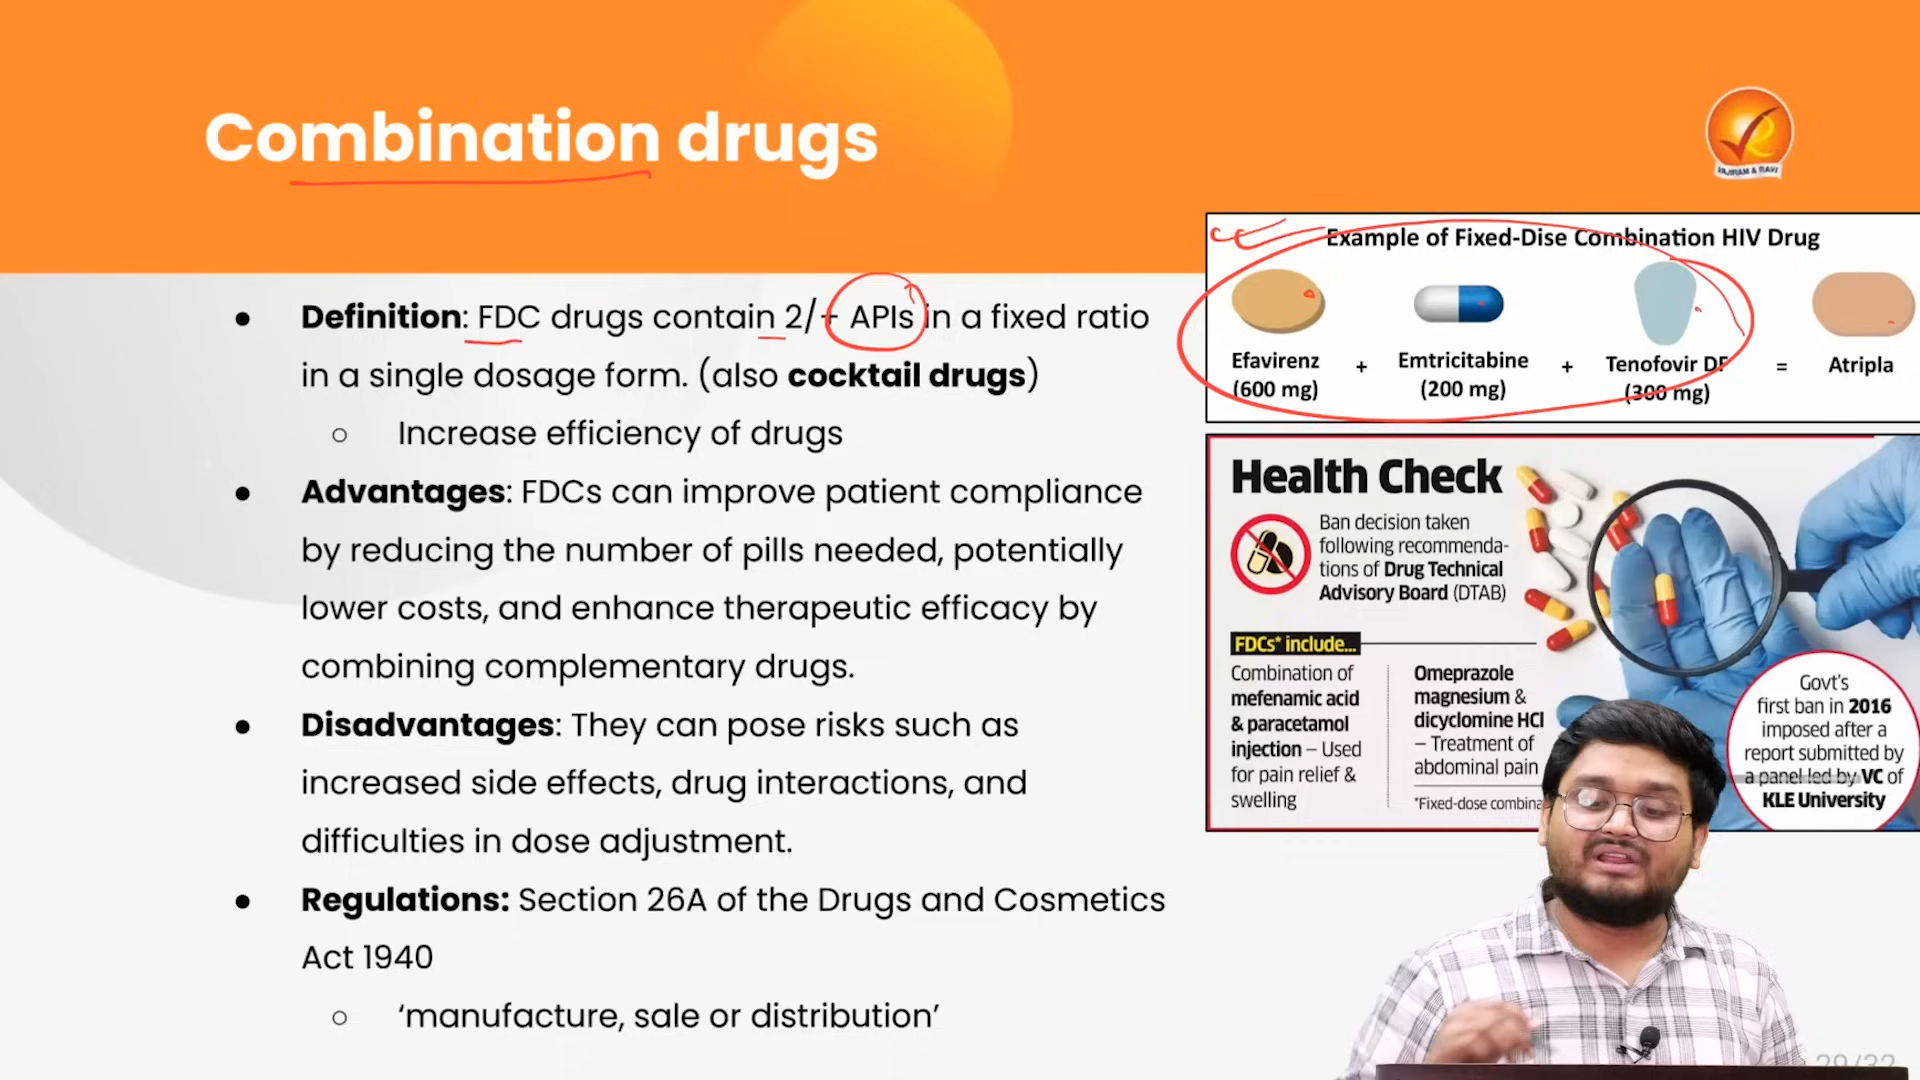 Combination drugs
VAJIRAM & RAVI
● Definition: FDC drugs contain 2/+ APIs in a fixed ratio
in a single dosage form. (also cocktail drugs)
○ Increase efficiency of drugs
● Advantages: FDCs can improve patient compliance
by reducing the number of pills needed, potentially
lower costs, and enhance therapeutic efficacy by
combining complementary drugs.
● Disadvantages: They can pose risks such as
increased side effects, drug interactions, and
difficulties in dose adjustment.
● Regulations: Section 26A of the Drugs and Cosmetics
Act 1940
○ ‘manufacture, sale or distribution’
Example of Fixed-Dise Combination HIV Drug
Efavirenz + Emtricitabine + Tenofovir DF = Atripla
(600 mg) (200 mg) (300 mg)
Health Check
Ban decision taken
following recommenda-
tions of Drug Technical
Advisory Board (DTAB)
FDCs* include...
Combination of
mefenamic acid
& paracetamol
injection – Used
for pain relief &
swelling
Omeprazole
magnesium &
dicyclomine HCl
– Treatment of
abdominal pain
*Fixed-dose combina
Govt's
first ban in 2016
imposed after a
report submitted by
a panel led by VC of
KLE University
29/32